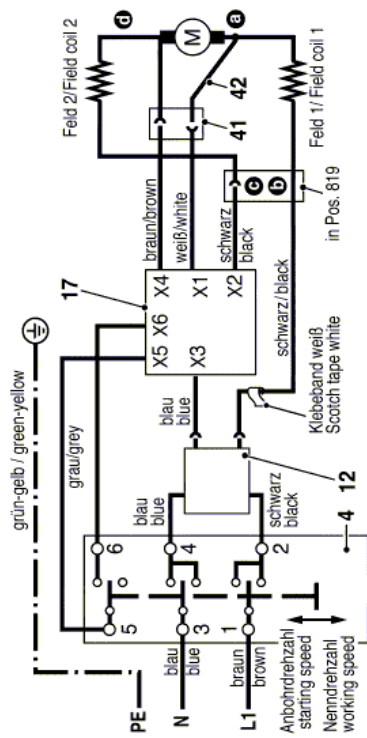 grün-gelb / green-yellow
PE
N
L1
blau
blue
braun
brown
5
3
1
6
4
2
Anbohrdrehzahl
starting speed
Nenndrehzahl
working speed
4
grau/grey
blau
blue
schwarz
black
12
Klebeband weiß
Scotch tape white
17
X5
X6
X4
X3
X1
X2
braun/brown
weiß/white
schwarz
black
schwarz/black
41
42
c
b
in Pos. 819
Feld 2/Field coil 2
d
M
a
Feld 1/ Field coil 1